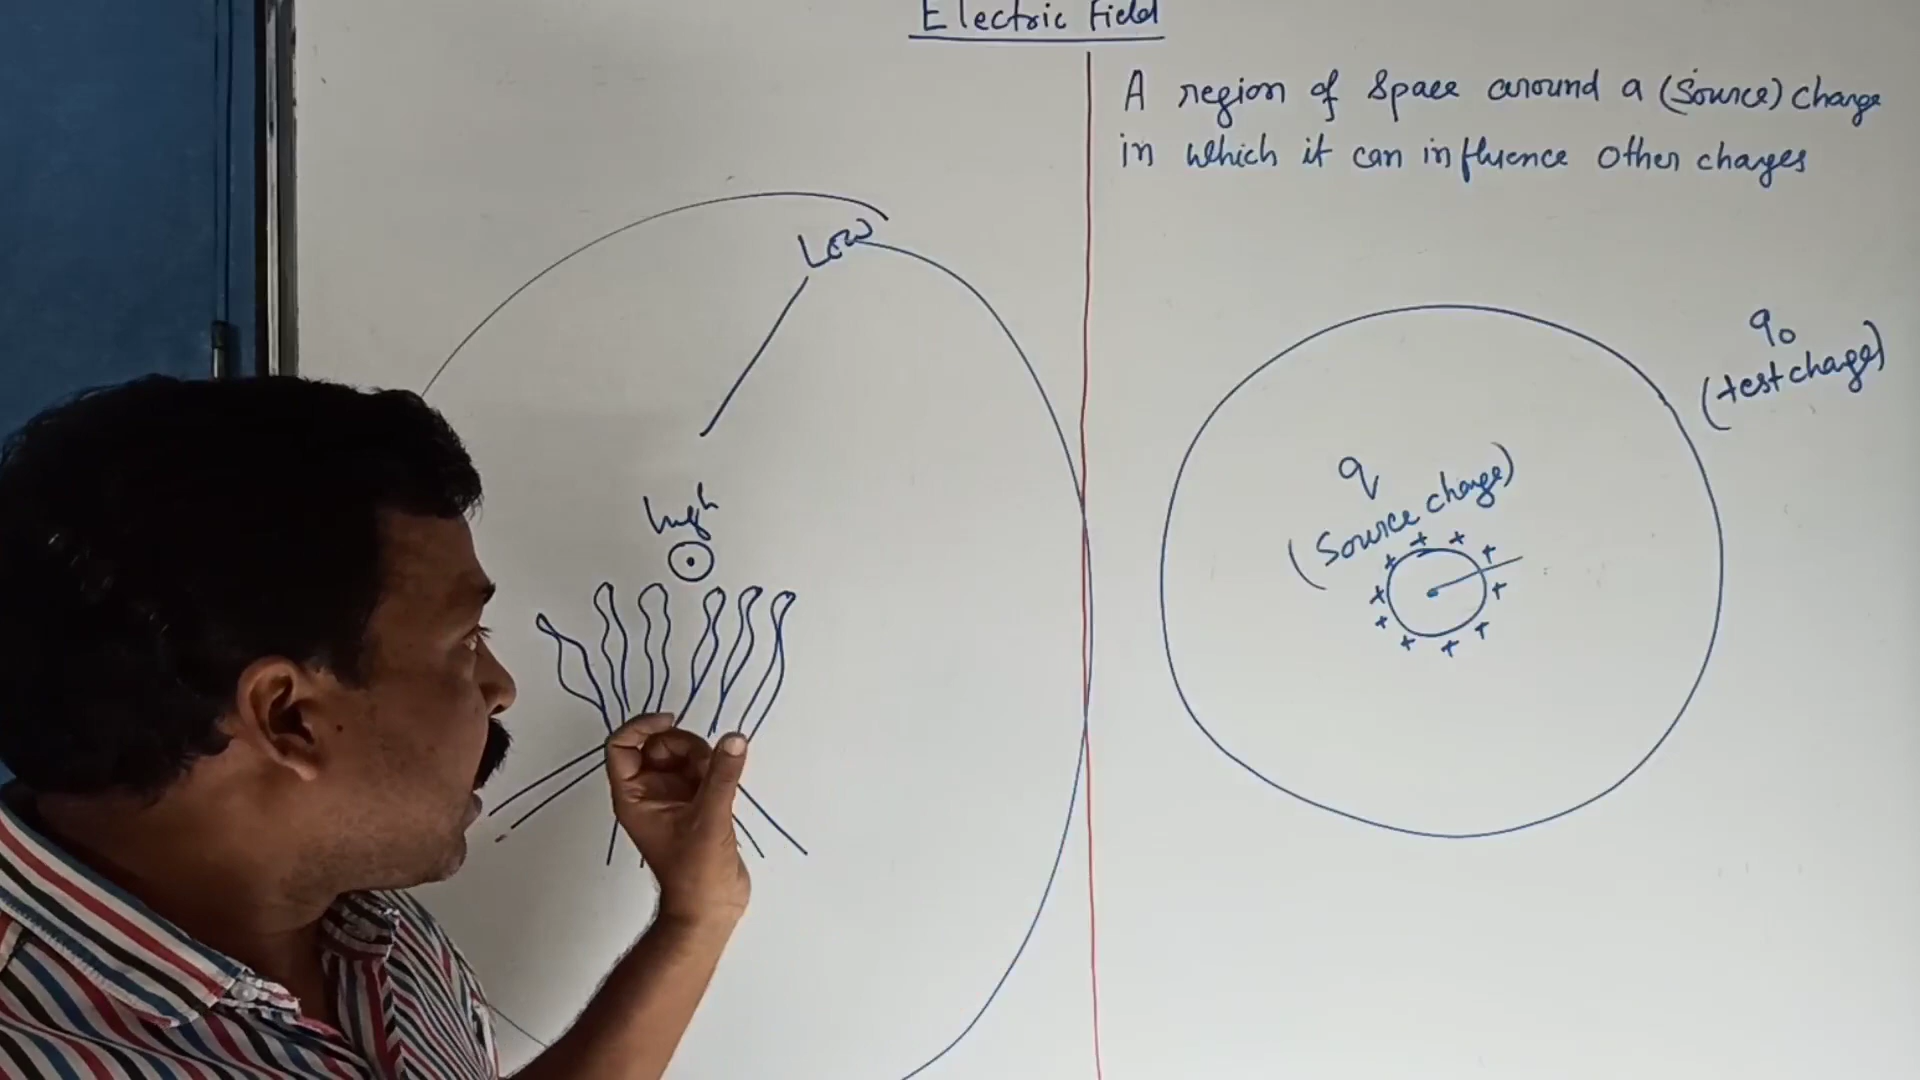 Electric Field
A region of Space around a (Source) charge
in which it can influence other charges
Low
high
q0
(test charge)
q
(Source charge)
+ + + + + + + + + + +